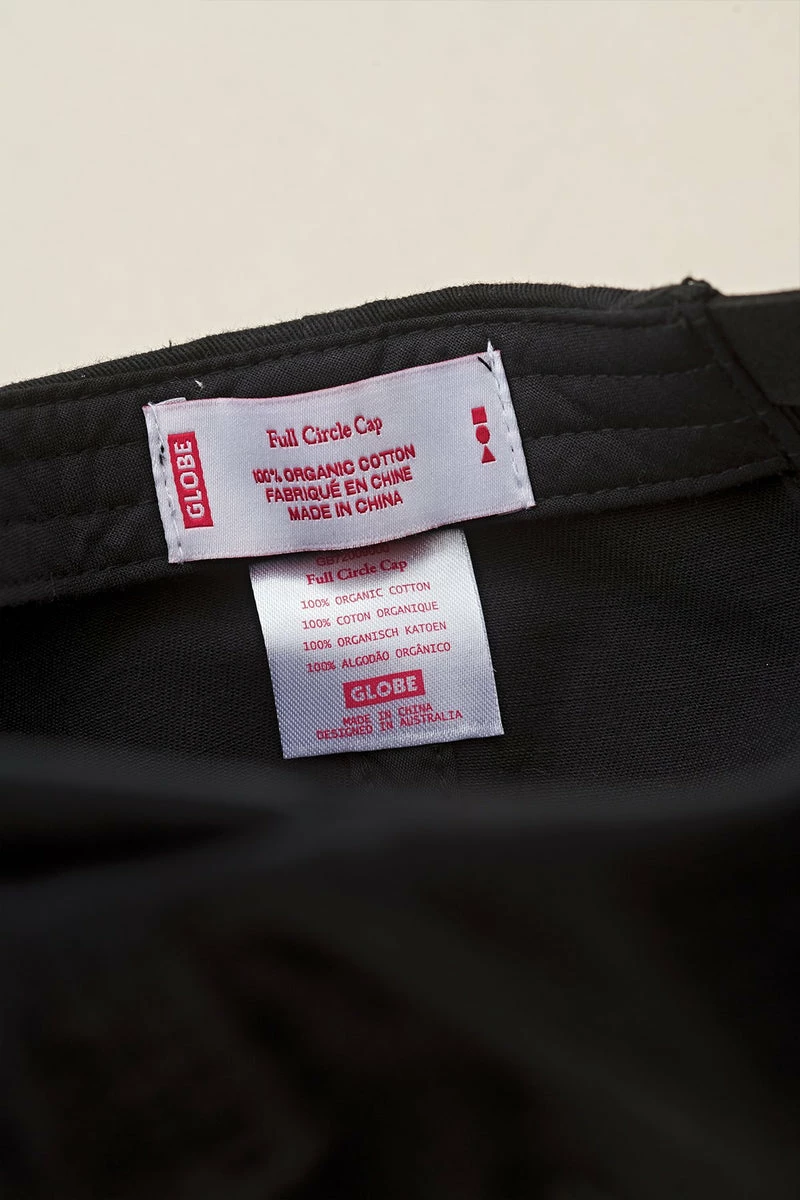 GLOBE
Full Circle Cap
100% ORGANIC COTTON
FABRIQUÉ EN CHINE
MADE IN CHINA
Full Circle Cap
100% ORGANIC COTTON
100% COTON ORGANIQUE
100% ORGANISCH KATOEN
100% ALGODÃO ORGÂNICO
GLOBE
MADE IN CHINA
DESIGNED IN AUSTRALIA